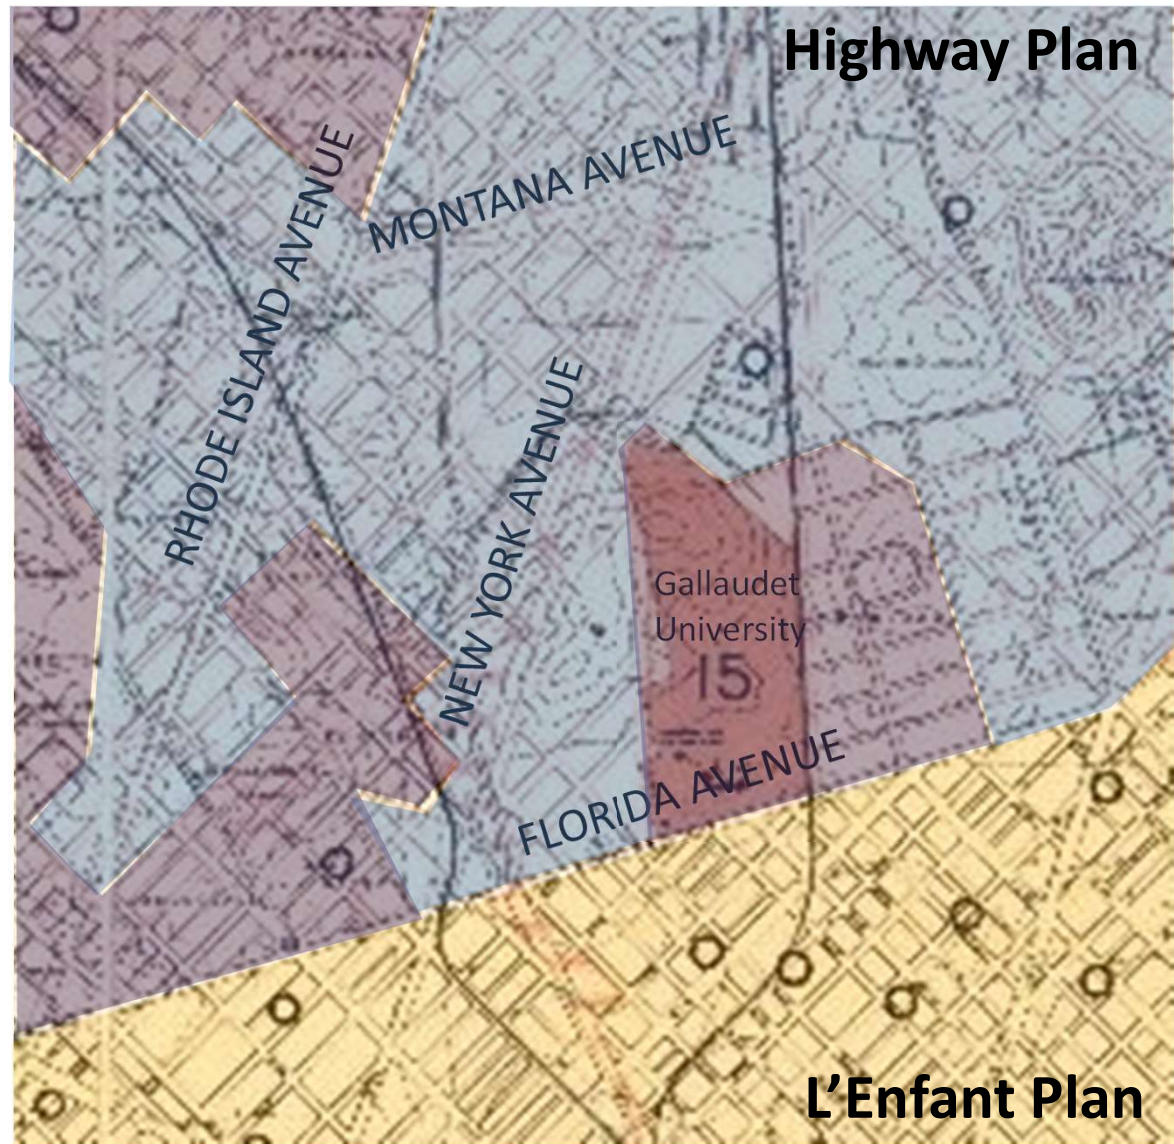 Highway Plan
MONTANA AVENUE
RHODE ISLAND AVENUE
NEW YORK AVENUE
Gallaudet
University
15
FLORIDA AVENUE
L’Enfant Plan